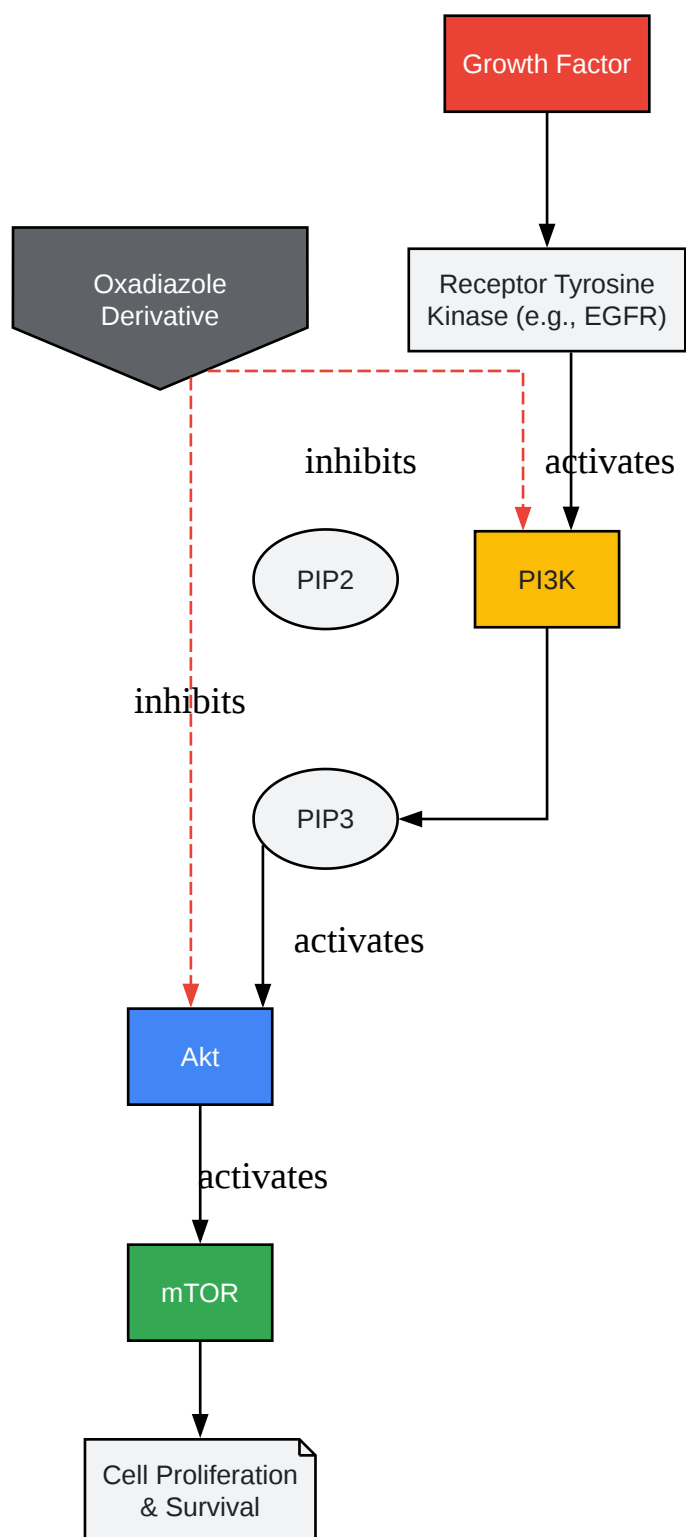 Growth Factor
Oxadiazole
Derivative
Receptor Tyrosine
Kinase (e.g., EGFR)
inhibits
activates
PIP2
PI3K
inhibits
PIP3
activates
Akt
activates
mTOR
Cell Proliferation
& Survival